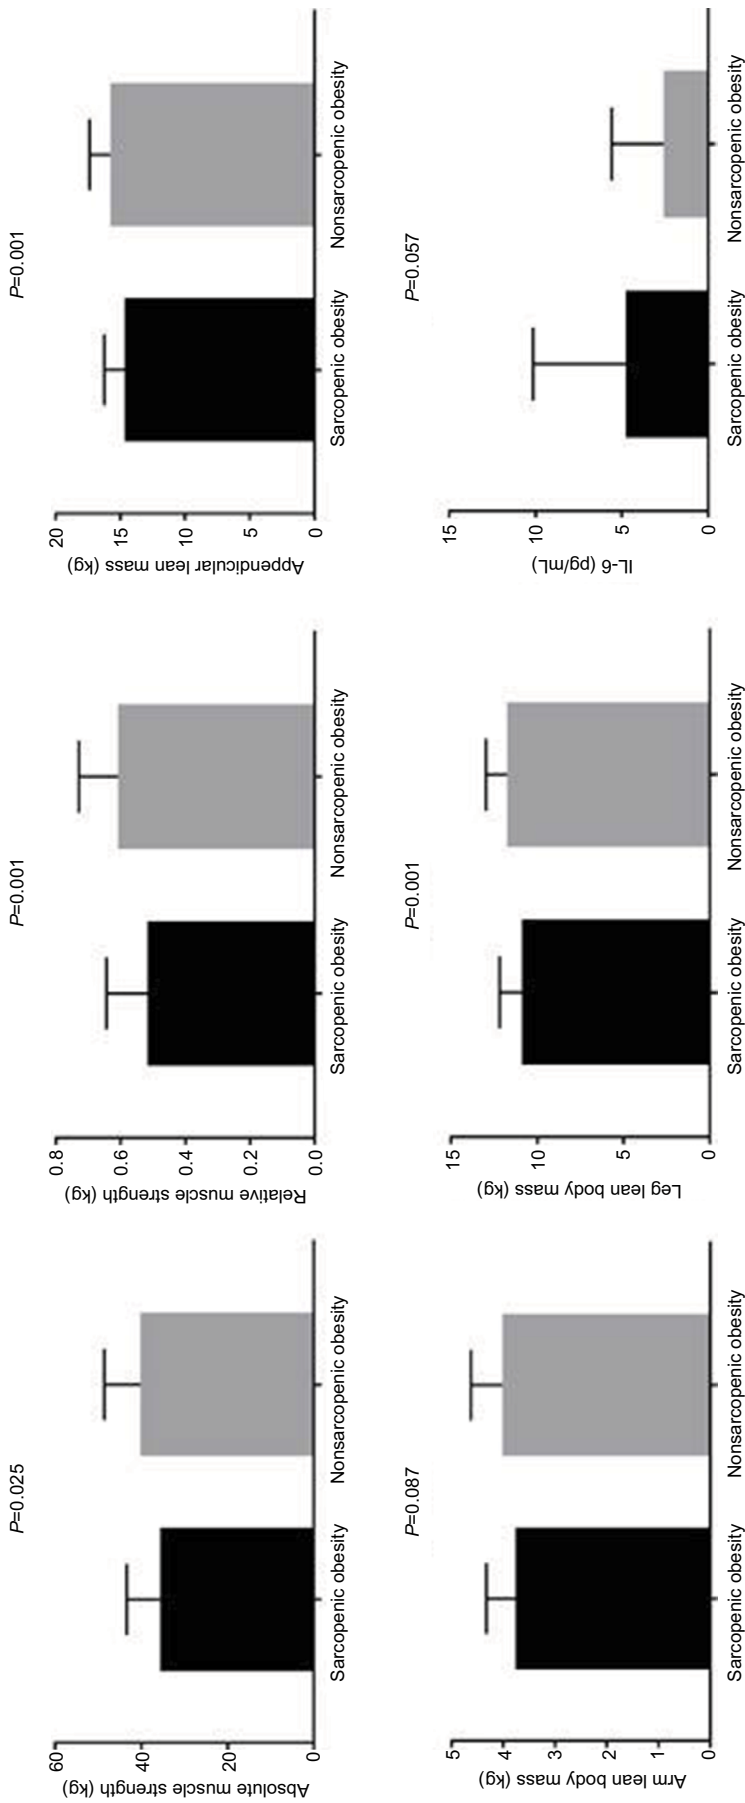 P=0.025
60
40
20
0
Absolute muscle strength (kg)
Sarcopenic obesity
Nonsarcopenic obesity
P=0.001
0.8
0.6
0.4
0.2
0.0
Relative muscle strength (kg)
Sarcopenic obesity
Nonsarcopenic obesity
P=0.001
20
15
10
5
0
Appendicular lean mass (kg)
Sarcopenic obesity
Nonsarcopenic obesity
P=0.087
5
4
3
2
1
0
Arm lean body mass (kg)
Sarcopenic obesity
Nonsarcopenic obesity
P=0.001
15
10
5
0
Leg lean body mass (kg)
Sarcopenic obesity
Nonsarcopenic obesity
P=0.057
15
10
5
0
IL-6 (pg/mL)
Sarcopenic obesity
Nonsarcopenic obesity